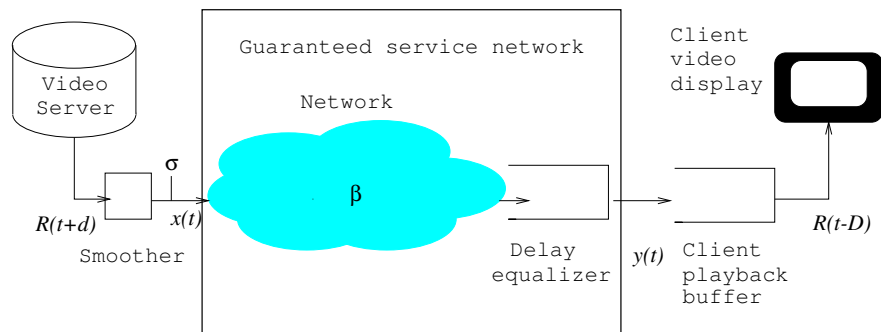 Guaranteed service network
Client
video
display
Video
Server
Network
σ
β
R(t+d)
x(t)
Smoother
Delay
equalizer
y(t)
Client
playback
buffer
R(t-D)